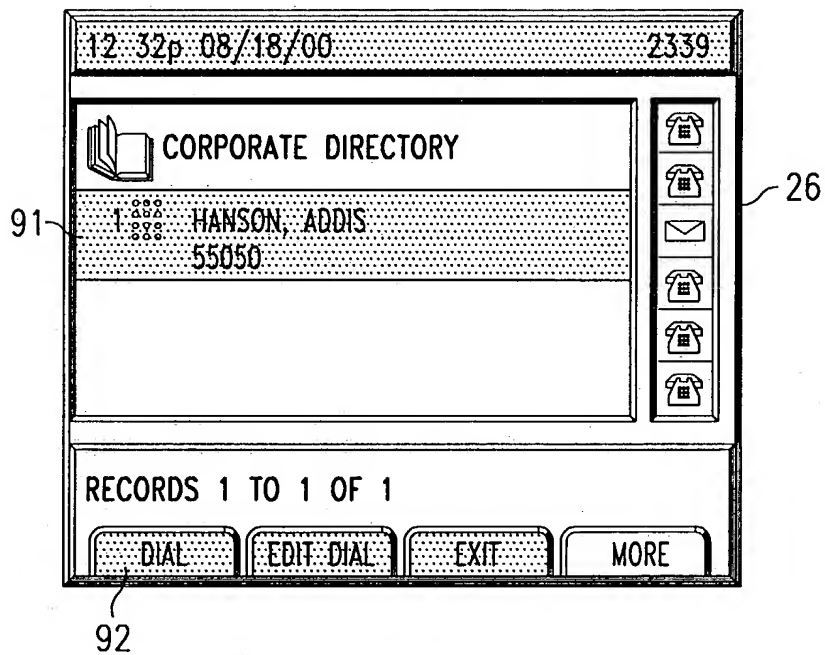 12 32p 08/18/00 2339
CORPORATE DIRECTORY
26
91
1 HANSON, ADDIS
55050
RECORDS 1 TO 1 OF 1
DIAL EDIT DIAL EXIT MORE
92